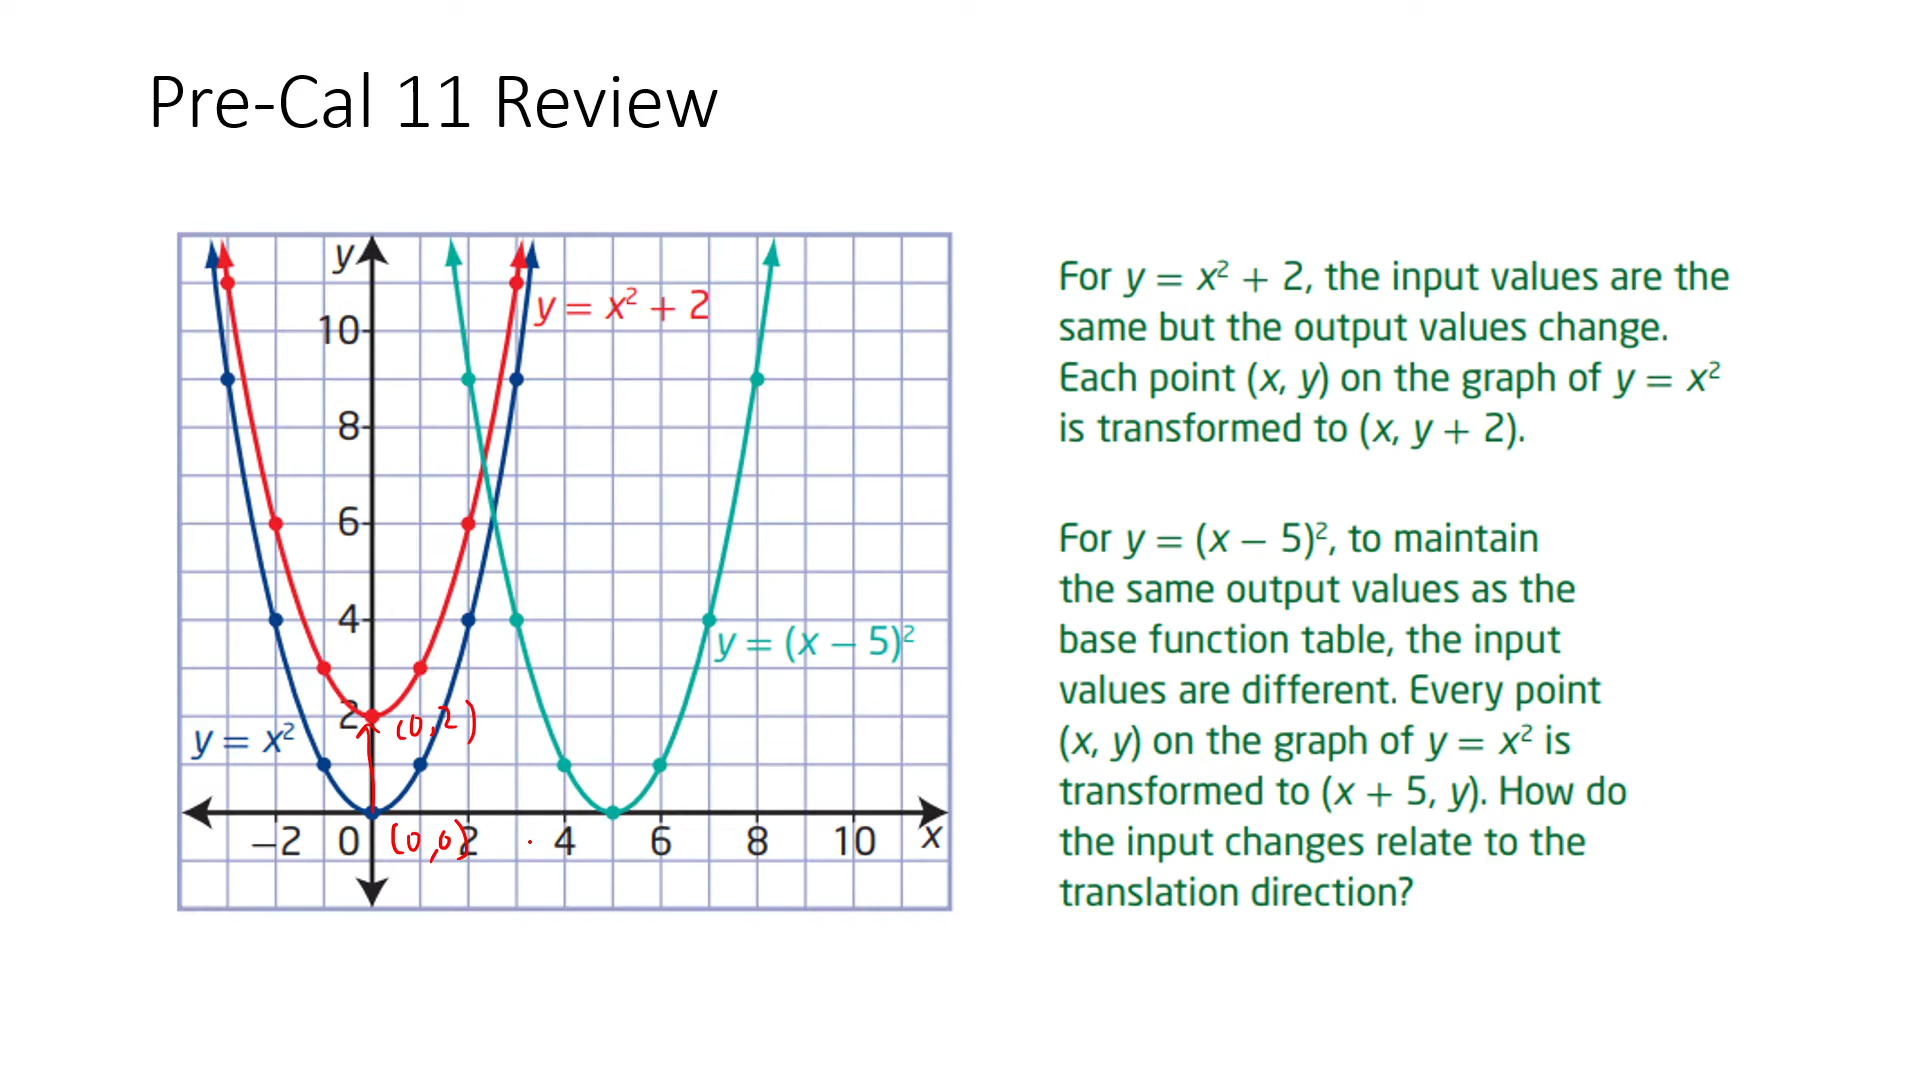 Pre-Cal 11 Review
y
y = x² + 2
10
8
6
4
y = (x – 5)²
2
(0,2)
y = x²
–2 0 (0,0) 2 4 6 8 10 x
For y = x² + 2, the input values are the
same but the output values change.
Each point (x, y) on the graph of y = x²
is transformed to (x, y + 2).
For y = (x – 5)², to maintain
the same output values as the
base function table, the input
values are different. Every point
(x, y) on the graph of y = x² is
transformed to (x + 5, y). How do
the input changes relate to the
translation direction?